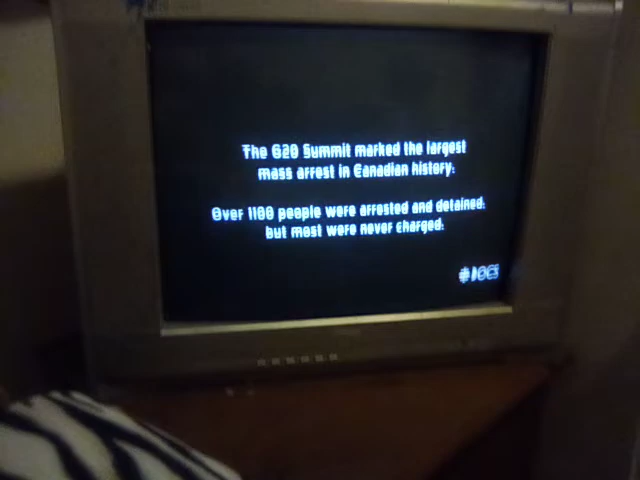 The G20 Summit marked the largest
mass arrest in Canadian history.
Over 1100 people were arrested and detained,
but most were never charged.